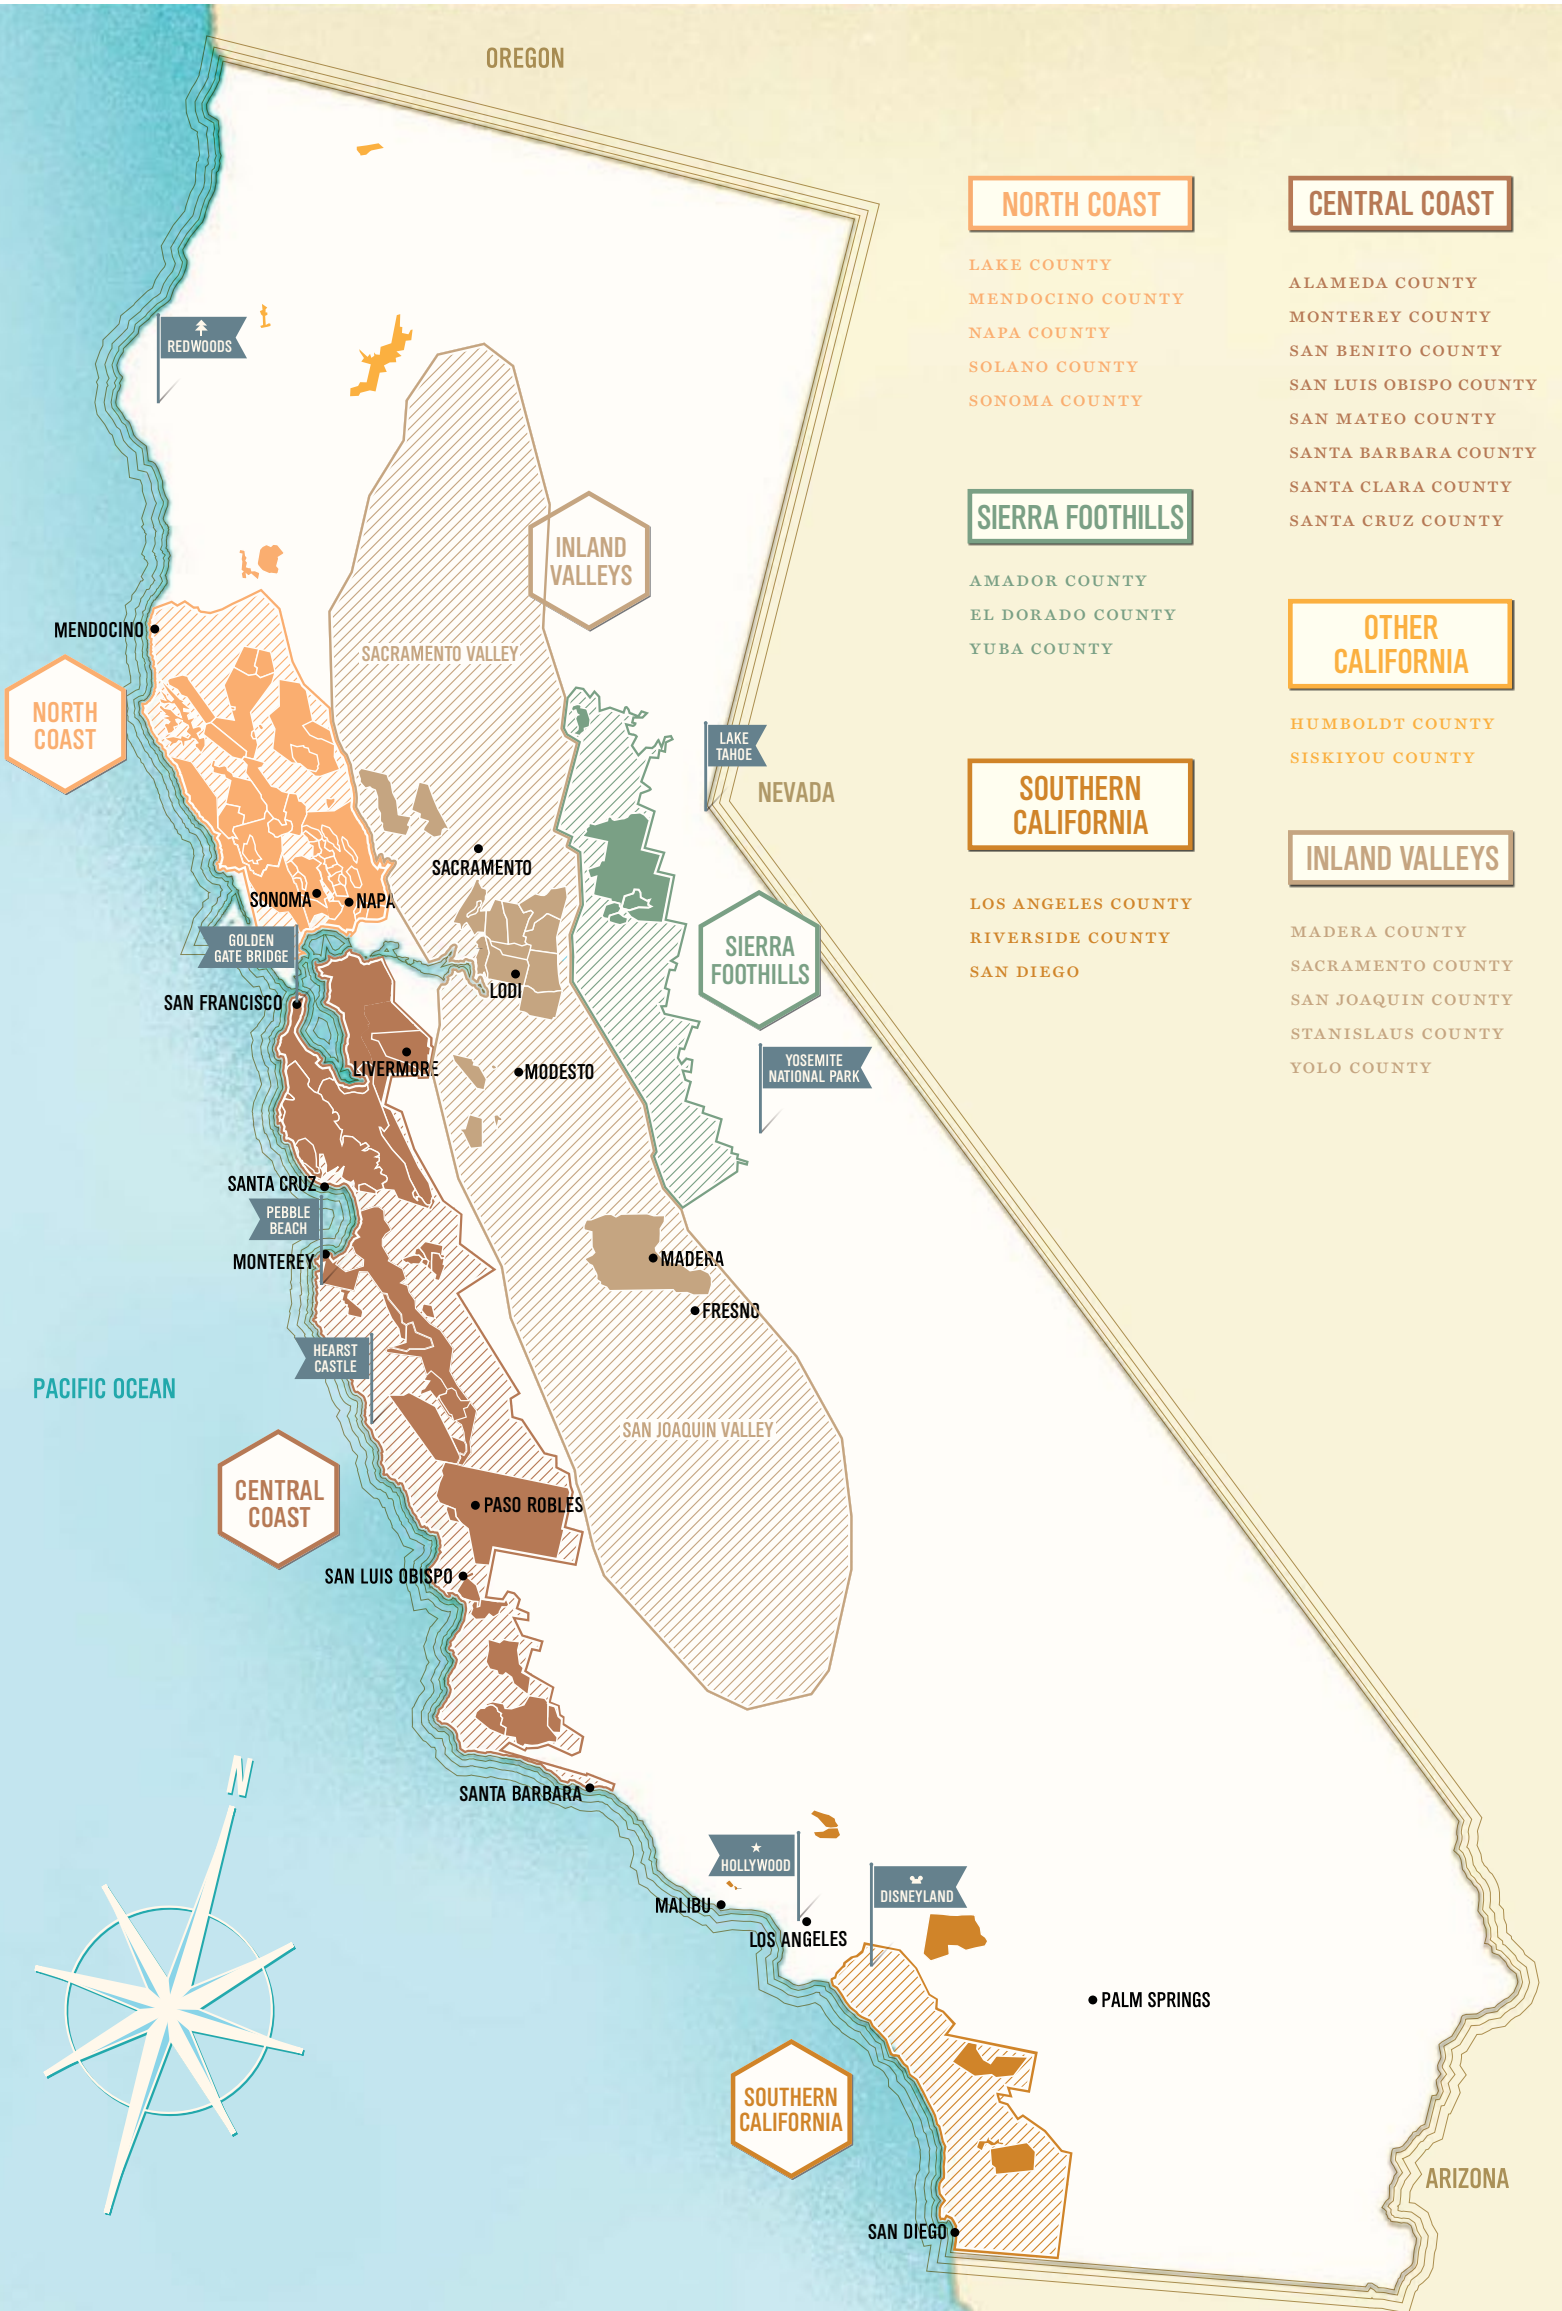 OREGON
NORTH COAST
LAKE COUNTY
MENDOCINO COUNTY
NAPA COUNTY
SOLANO COUNTY
SONOMA COUNTY
CENTRAL COAST
ALAMEDA COUNTY
MONTEREY COUNTY
SAN BENITO COUNTY
SAN LUIS OBISPO COUNTY
SAN MATEO COUNTY
SANTA BARBARA COUNTY
SANTA CLARA COUNTY
SANTA CRUZ COUNTY
SIERRA FOOTHILLS
AMADOR COUNTY
EL DORADO COUNTY
YUBA COUNTY
OTHER
CALIFORNIA
HUMBOLDT COUNTY
SISKIYOU COUNTY
SOUTHERN
CALIFORNIA
LOS ANGELES COUNTY
RIVERSIDE COUNTY
SAN DIEGO
INLAND VALLEYS
MADERA COUNTY
SACRAMENTO COUNTY
SAN JOAQUIN COUNTY
STANISLAUS COUNTY
YOLO COUNTY
REDWOODS
INLAND
VALLEYS
MENDOCINO
SACRAMENTO VALLEY
NORTH
COAST
LAKE
TAHOE
NEVADA
SACRAMENTO
SONOMA
NAPA
GOLDEN
GATE BRIDGE
SIERRA
FOOTHILLS
LODI
SAN FRANCISCO
LIVERMORE
MODESTO
YOSEMITE
NATIONAL PARK
SANTA CRUZ
PEBBLE
BEACH
MONTEREY
MADERA
FRESNO
HEARST
CASTLE
PACIFIC OCEAN
SAN JOAQUIN VALLEY
CENTRAL
COAST
PASO ROBLES
SAN LUIS OBISPO
N
SANTA BARBARA
HOLLYWOOD
DISNEYLAND
MALIBU
LOS ANGELES
PALM SPRINGS
SOUTHERN
CALIFORNIA
ARIZONA
SAN DIEGO